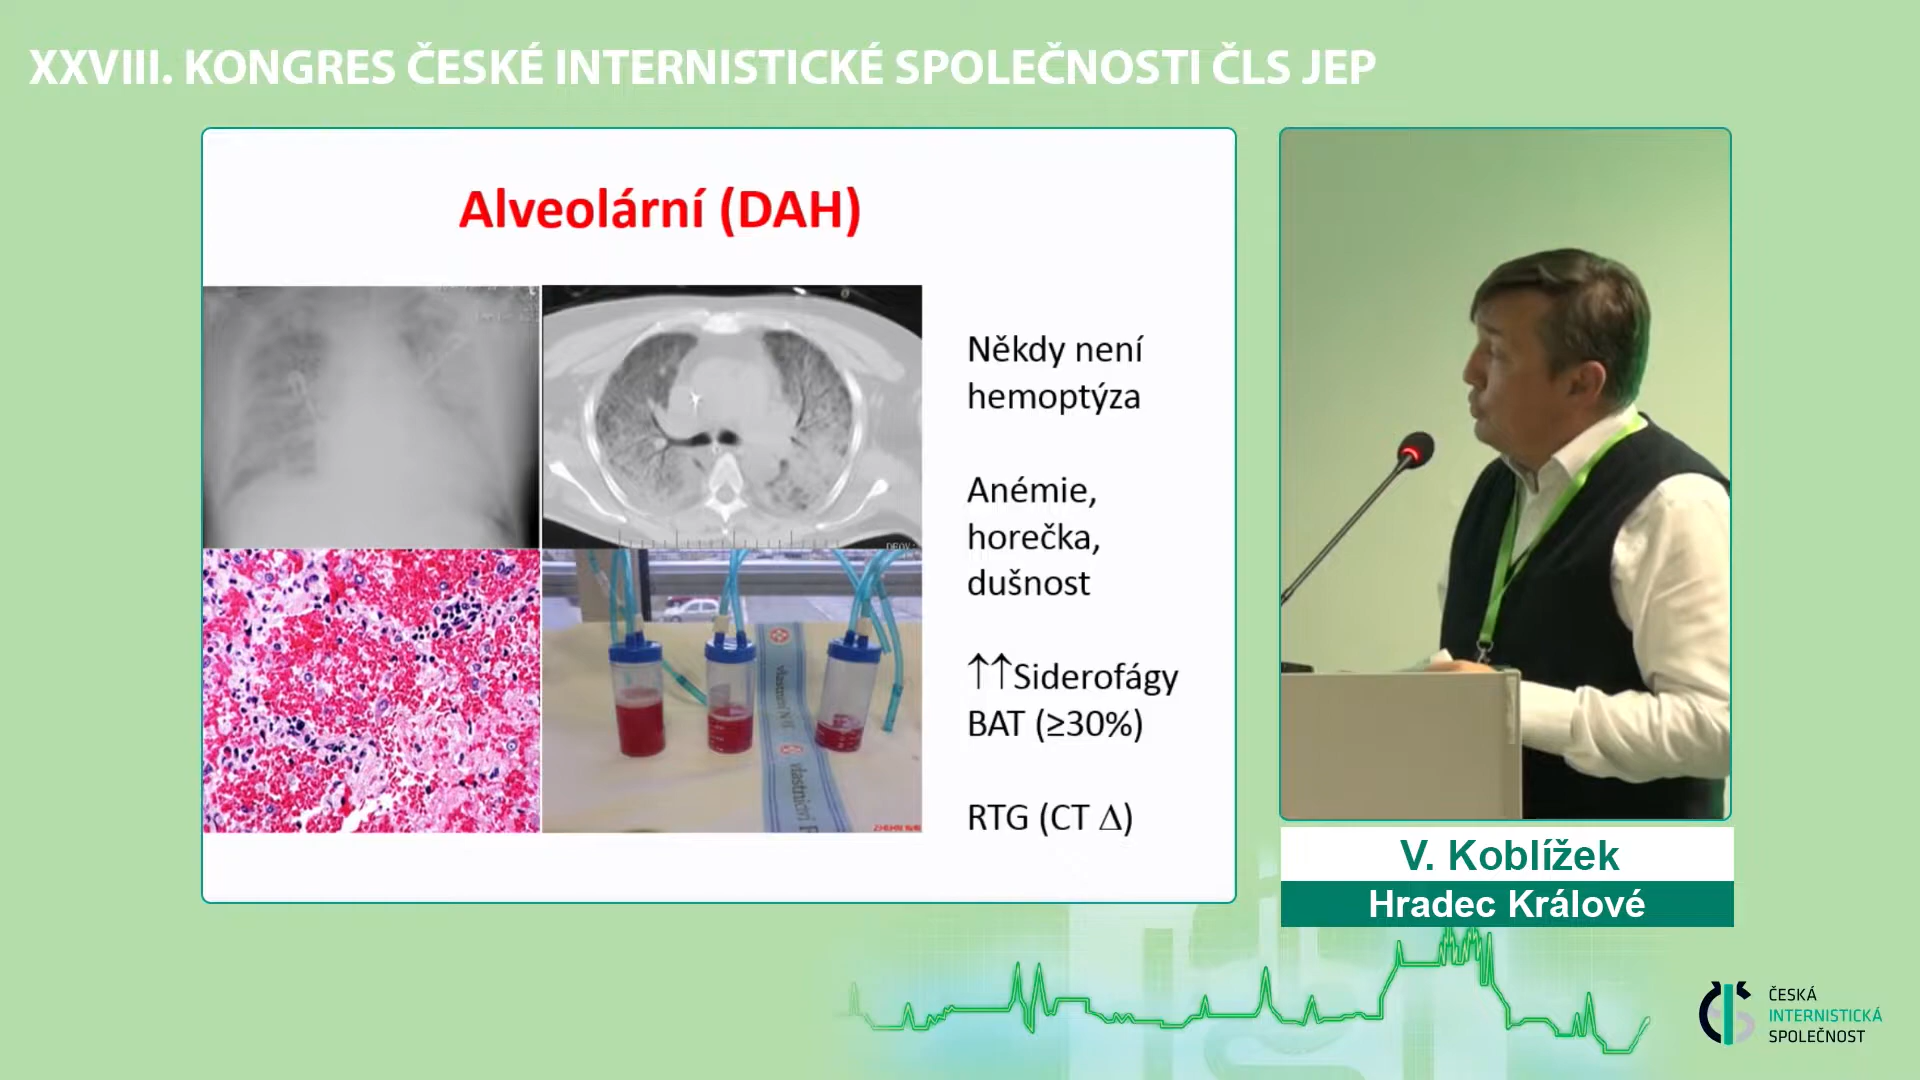 XXVIII. KONGRES ČESKÉ INTERNISTICKÉ SPOLEČNOSTI ČLS JEP
Alveolární (DAH)
Někdy není
hemoptýza
Anémie,
horečka,
dušnost
↑↑Siderofágy
BAT (≥30%)
RTG (CT Δ)
vlastnictví
V. Koblížek
Hradec Králové
ČESKÁ
INTERNISTICKÁ
SPOLEČNOST